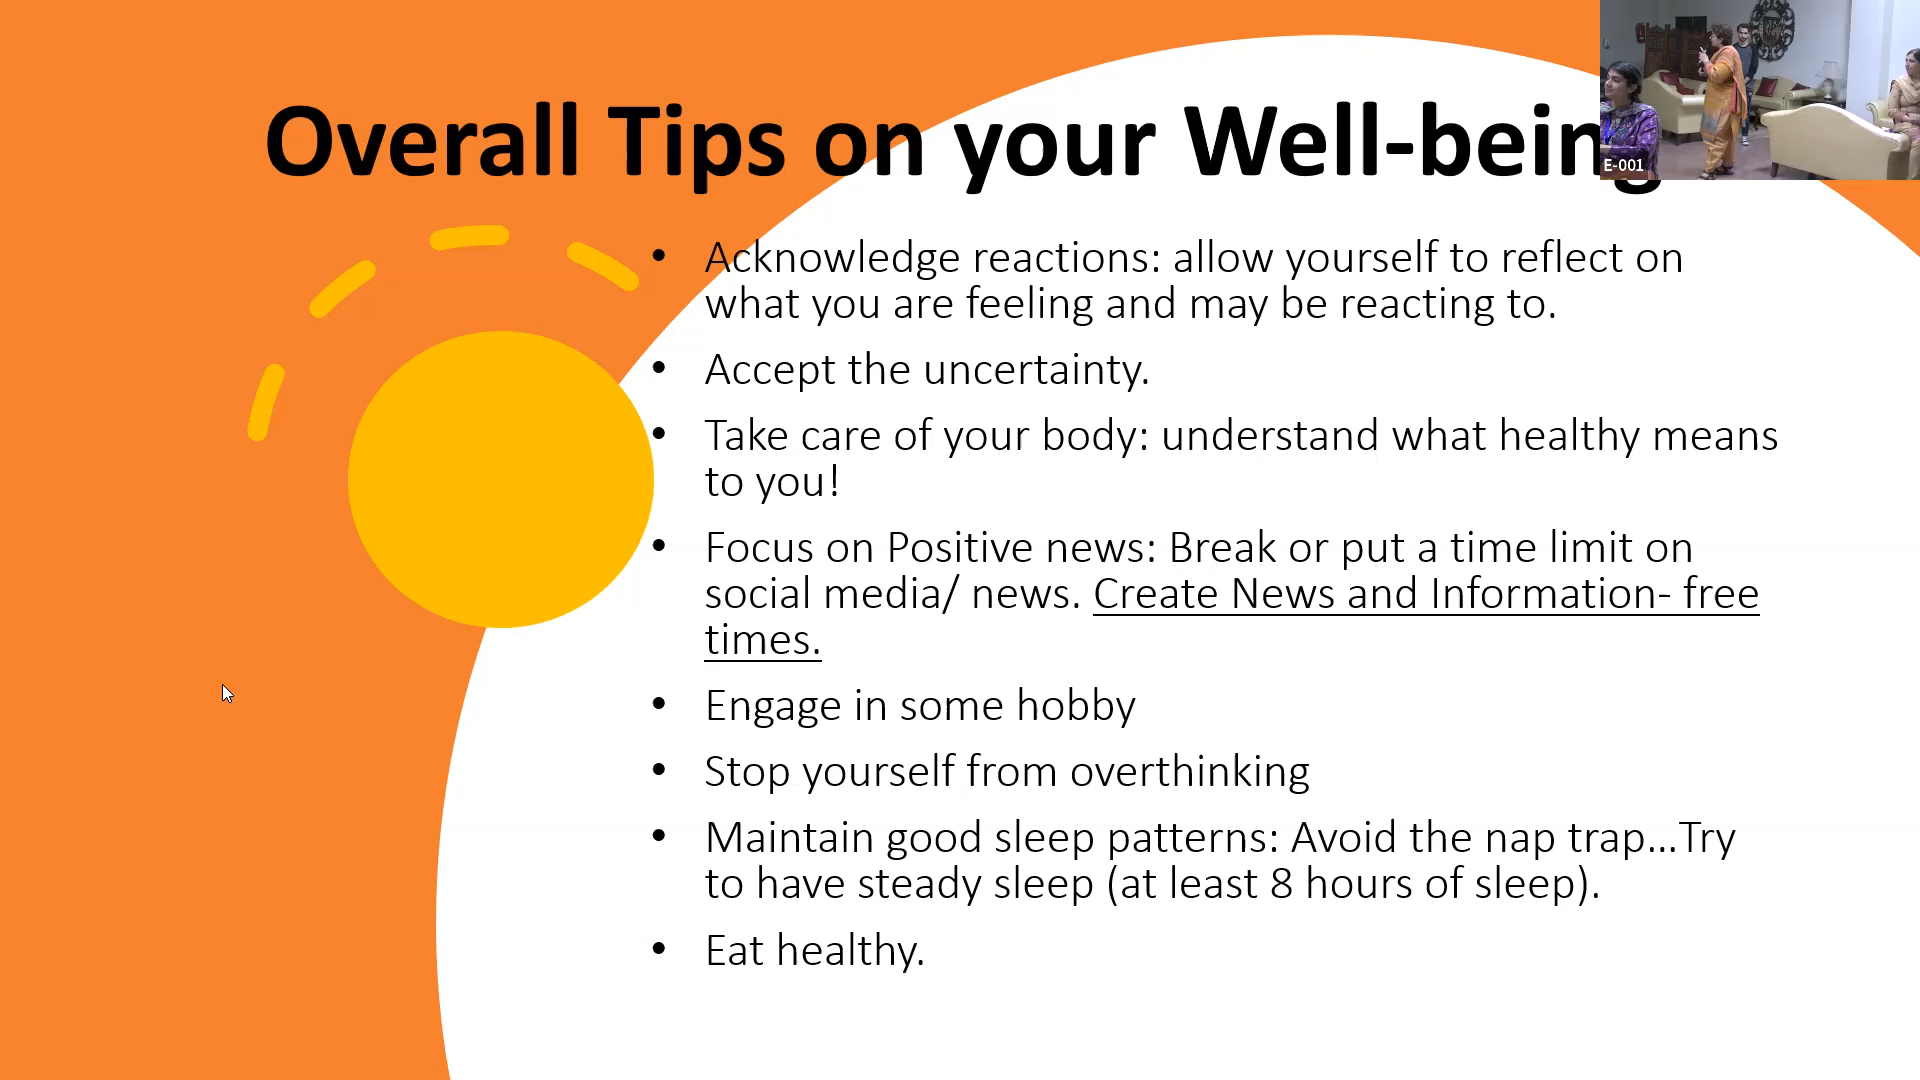 Overall Tips on your Well-being
E-001
• Acknowledge reactions: allow yourself to reflect on
what you are feeling and may be reacting to.
• Accept the uncertainty.
• Take care of your body: understand what healthy means
to you!
• Focus on Positive news: Break or put a time limit on
social media/ news. Create News and Information- free
times.
• Engage in some hobby
• Stop yourself from overthinking
• Maintain good sleep patterns: Avoid the nap trap...Try
to have steady sleep (at least 8 hours of sleep).
• Eat healthy.